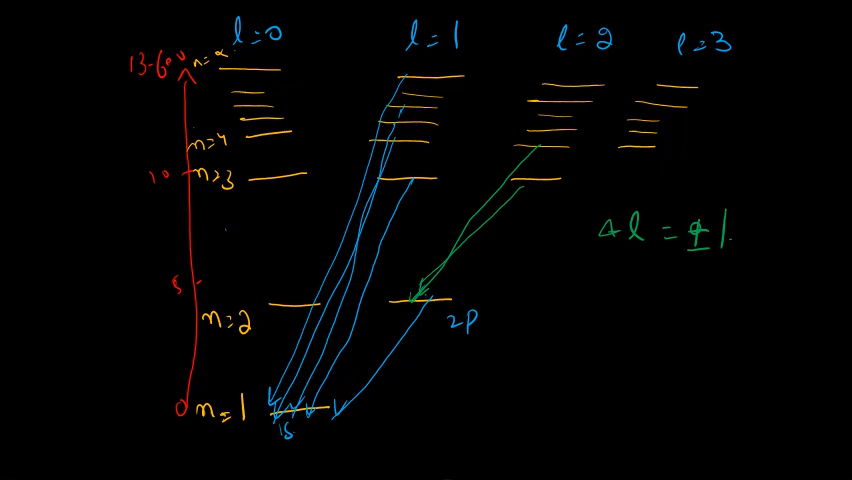 l=0 l=1 l=2 l=3
13.6ev n=α
n=4
10 n=3
Δl = ±1.
5
n=2 2P
0 n=1
1s